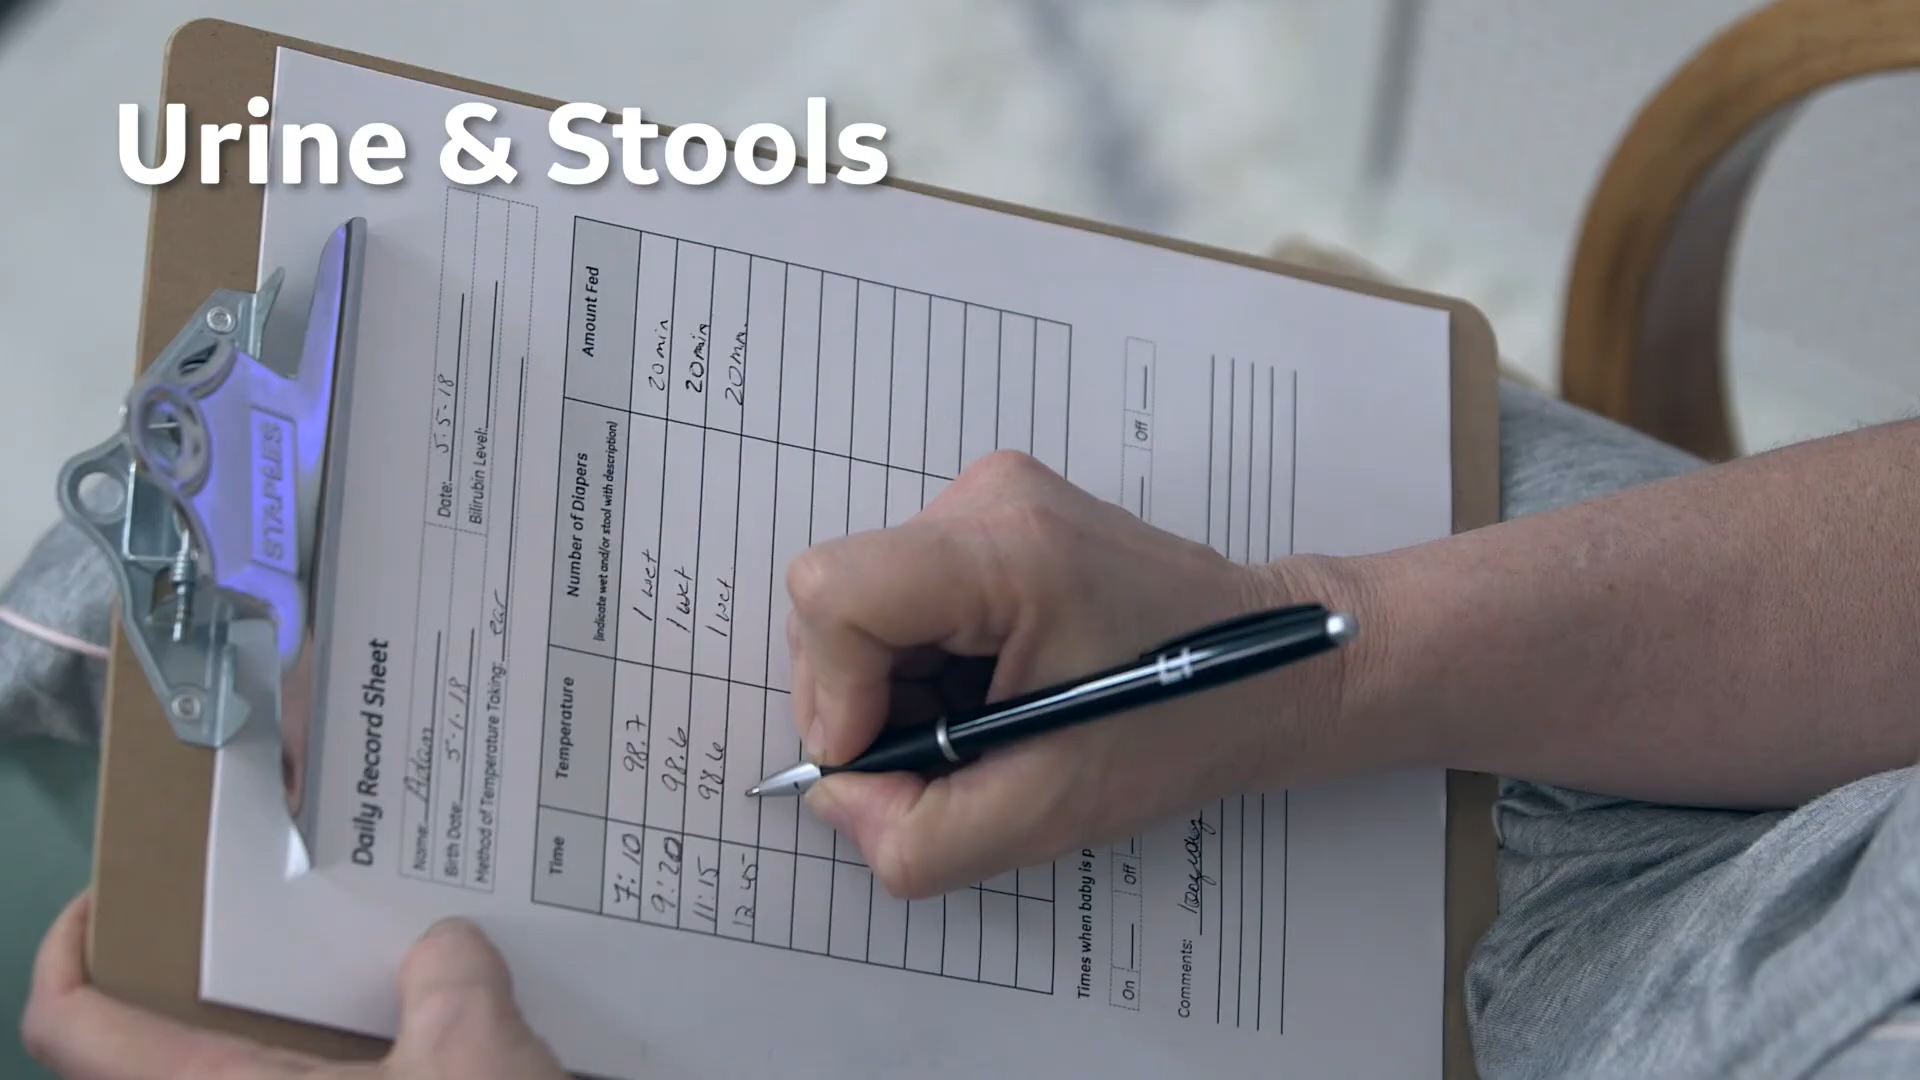 Urine & Stools
STAPLES
Daily Record Sheet
Name: Adam
Date: 5-5-18
Birth Date: 5-1-18
Bilirubin Level:
Method of Temperature Taking: ear
Time Temperature Number of Diapers Amount Fed
(indicate wet and/or stool with description)
7:10 98.7 1 wet 20 min
9:20 98.6 1 wet 20 min
11:15 98.6 1 wet 20 min
12 45
Times when baby is p
On Off Off
Comments: